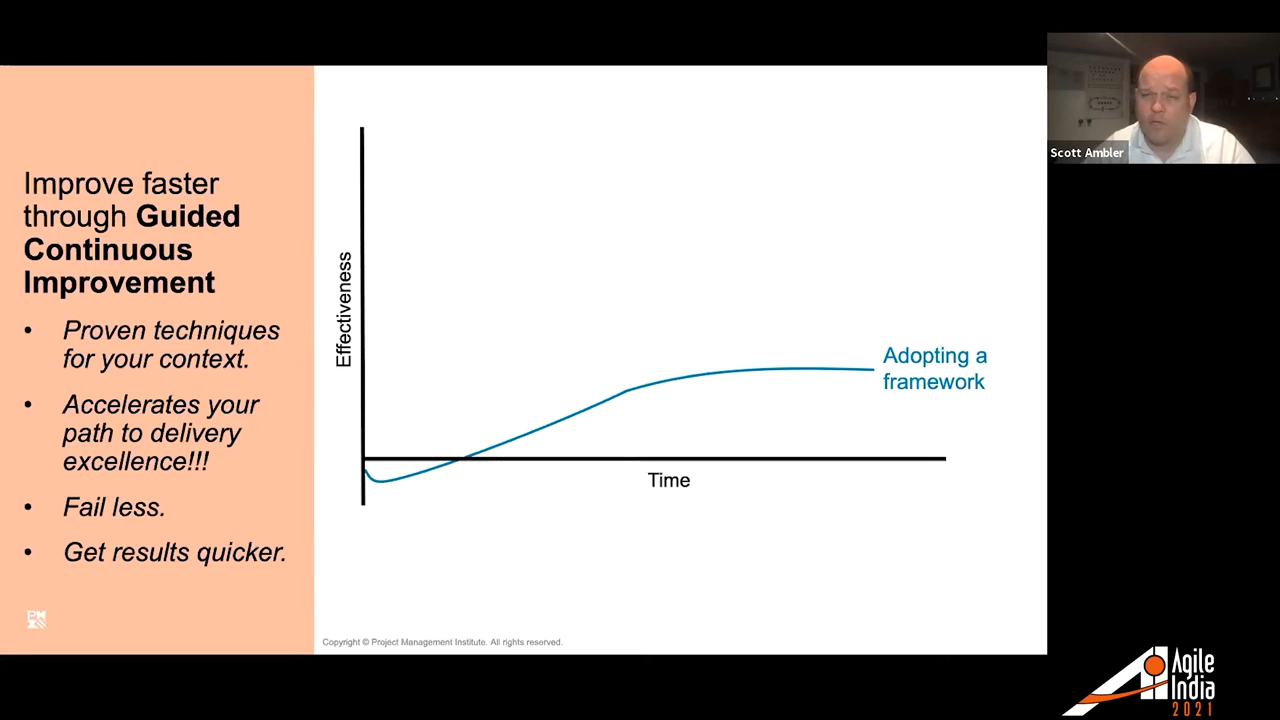 Improve faster
through Guided
Continuous
Improvement
• Proven techniques
for your context.
• Accelerates your
path to delivery
excellence!!!
• Fail less.
• Get results quicker.
Effectiveness
Adopting a
framework
Time
Copyright © Project Management Institute. All rights reserved.
Scott Ambler
Agile
India
2021